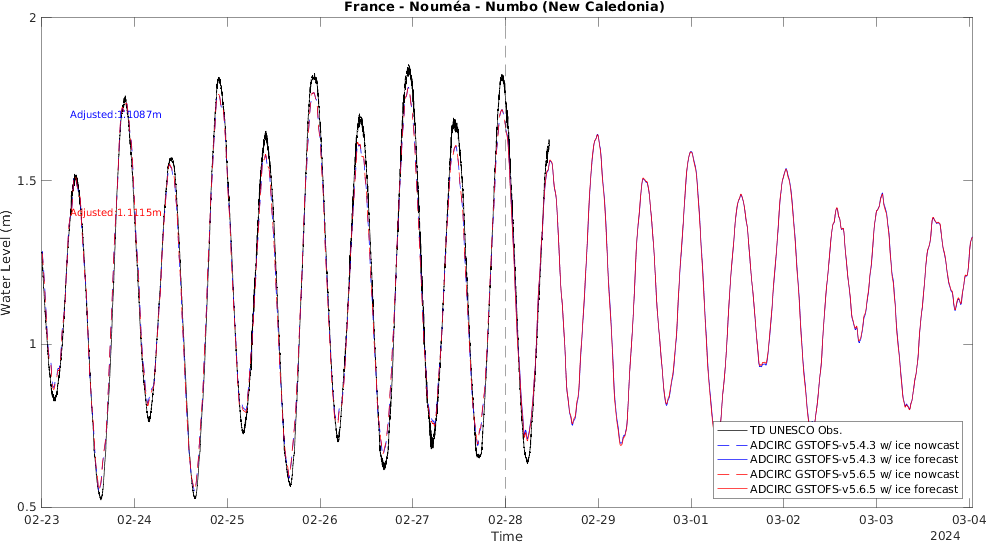 France - Nouméa - Numbo (New Caledonia)
2
1.5
1
0.5
Water Level (m)
Adjusted:1.1087m
Adjusted:1.1115m
TD UNESCO Obs.
ADCIRC GSTOFS-v5.4.3 w/ ice nowcast
ADCIRC GSTOFS-v5.4.3 w/ ice forecast
ADCIRC GSTOFS-v5.6.5 w/ ice nowcast
ADCIRC GSTOFS-v5.6.5 w/ ice forecast
02-23 02-24 02-25 02-26 02-27 02-28 02-29 03-01 03-02 03-03 03-04
Time
2024